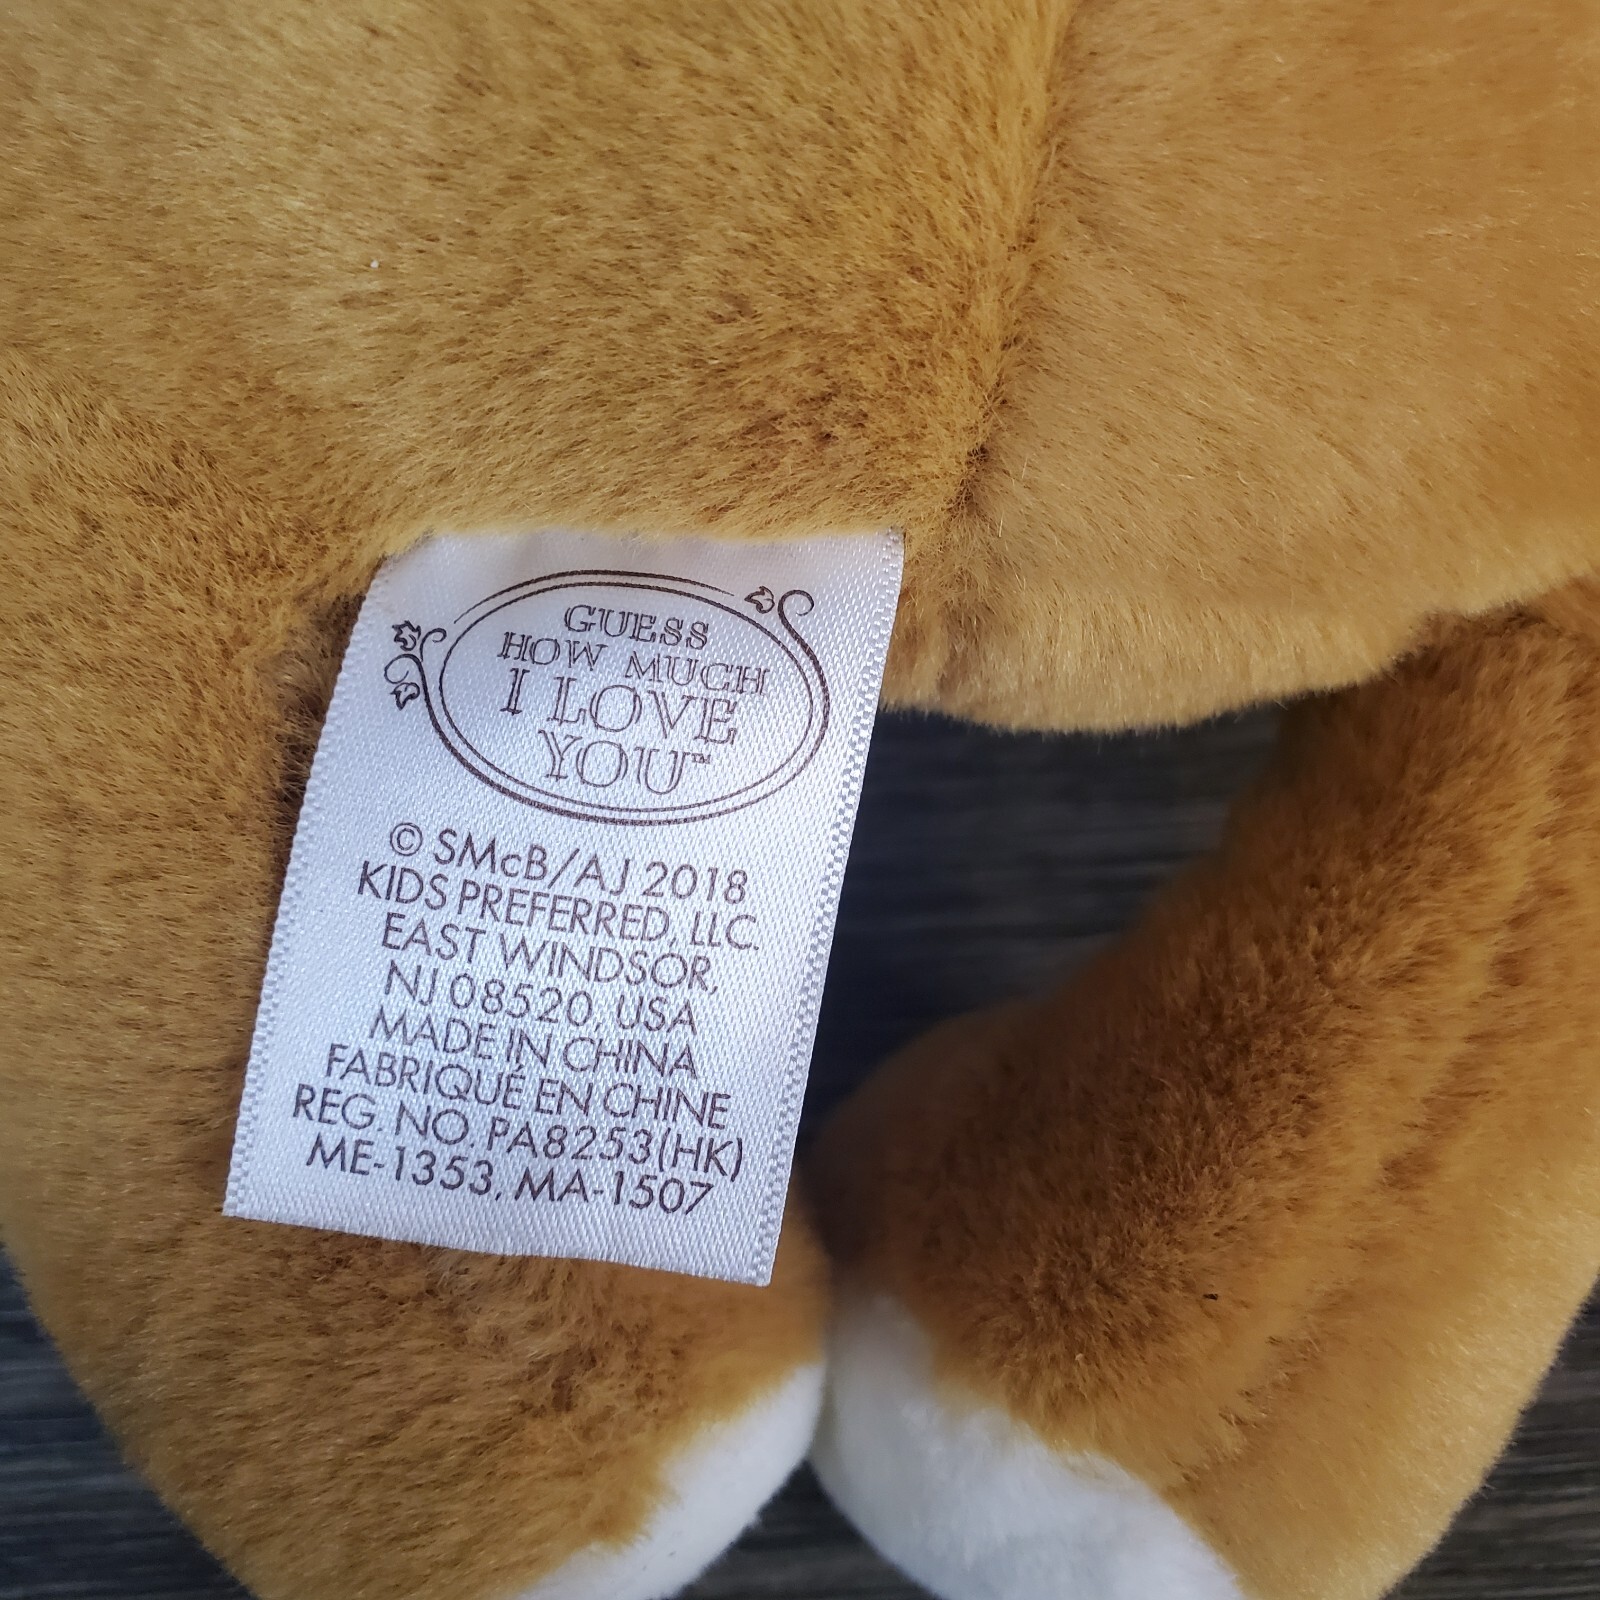 GUESS
HOW MUCH
I LOVE
YOU™
© SMcB/AJ 2018
KIDS PREFERRED, LLC.
EAST WINDSOR,
NJ 08520, USA
MADE IN CHINA
FABRIQUÉ EN CHINE
REG. NO. PA8253(HK)
ME-1353, MA-1507